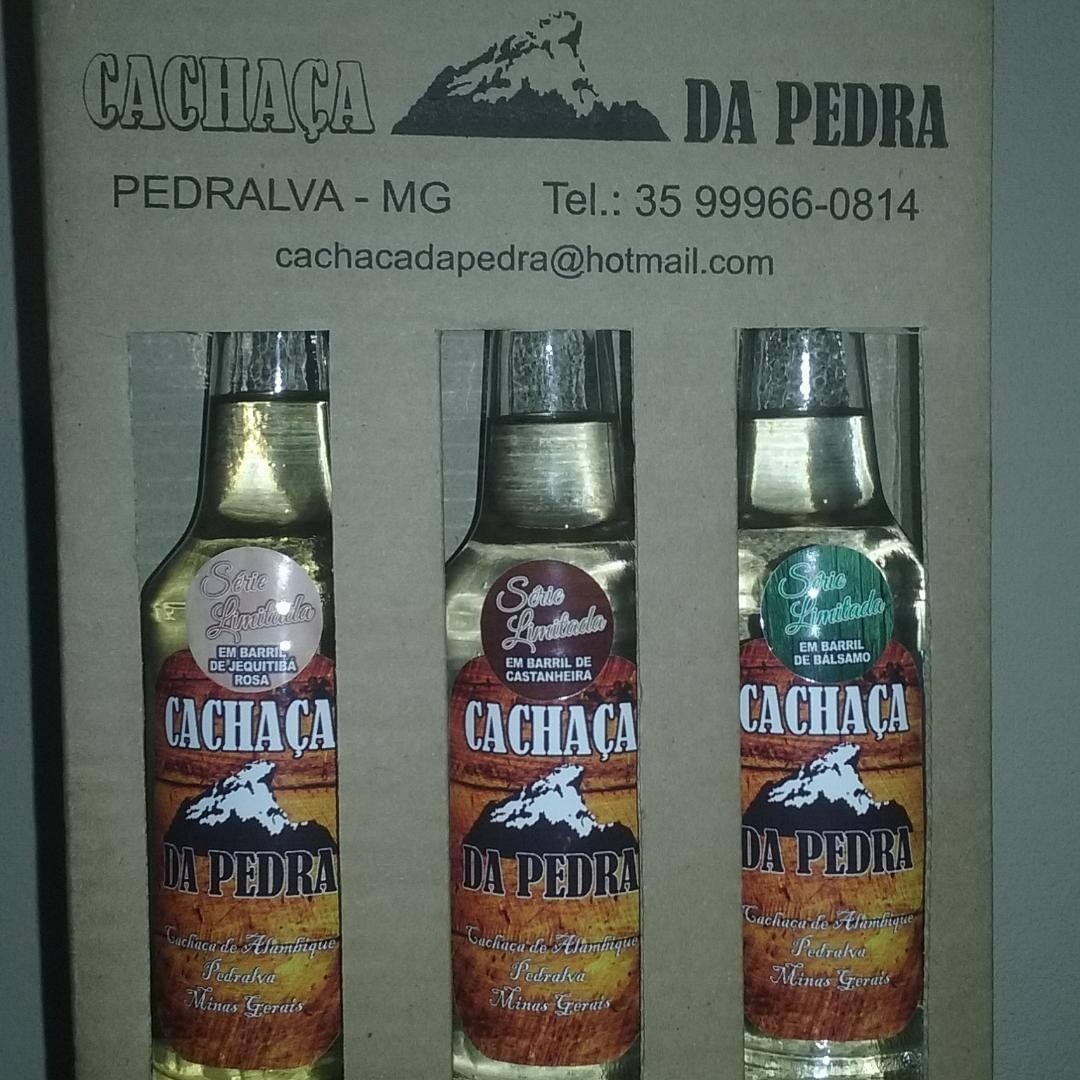 CACHAÇA DA PEDRA
PEDRALVA - MG Tel.: 35 99966-0814
cachacadapedra@hotmail.com
Série
Limitada
EM BARRIL
DE JEQUITIBÁ
ROSA
CACHAÇA
DA PEDRA
Cachaça de Alambique
Pedralva
Minas Gerais
Série
Limitada
EM BARRIL DE
CASTANHEIRA
CACHAÇA
DA PEDRA
Cachaça de Alambique
Pedralva
Minas Gerais
Série
Limitada
EM BARRIL
DE BÁLSAMO
CACHAÇA
DA PEDRA
Cachaça de Alambique
Pedralva
Minas Gerais